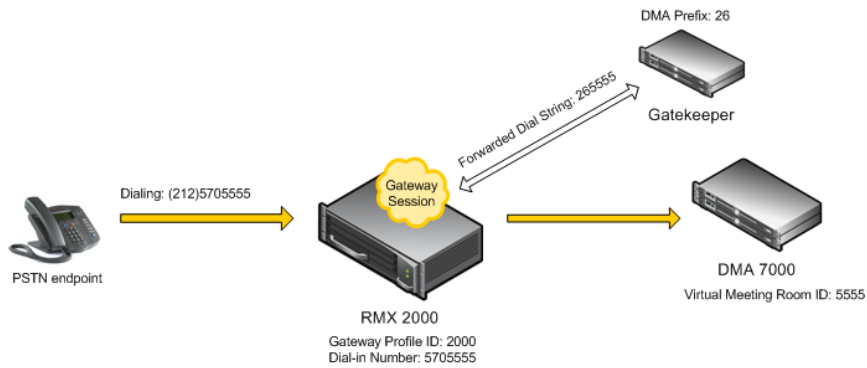 DMA Prefix: 26
Forwarded Dial String: 265555
Gatekeeper
Dialing: (212)5705555
Gateway
Session
PSTN endpoint
RMX 2000
Gateway Profile ID: 2000
Dial-in Number: 5705555
DMA 7000
Virtual Meeting Room ID: 5555